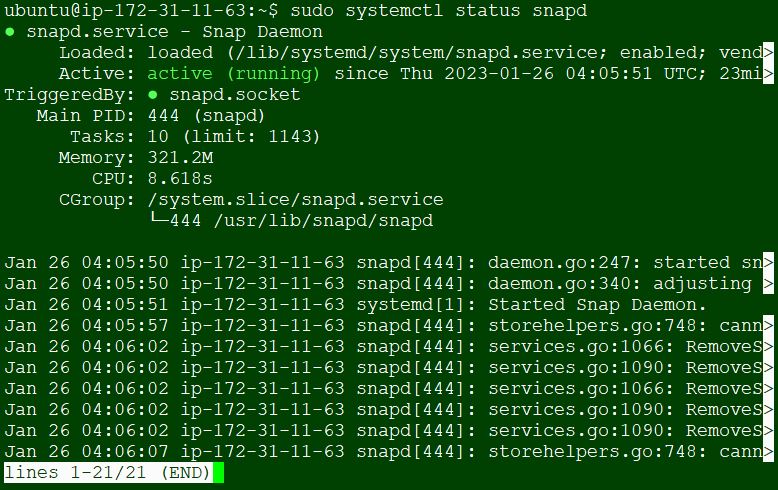 ubuntu@ip-172-31-11-63:~$ sudo systemctl status snapd
● snapd.service - Snap Daemon
     Loaded: loaded (/lib/systemd/system/snapd.service; enabled; vend>
     Active: active (running) since Thu 2023-01-26 04:05:51 UTC; 23mi>
TriggeredBy: ● snapd.socket
   Main PID: 444 (snapd)
      Tasks: 10 (limit: 1143)
     Memory: 321.2M
        CPU: 8.618s
     CGroup: /system.slice/snapd.service
             └─444 /usr/lib/snapd/snapd

Jan 26 04:05:50 ip-172-31-11-63 snapd[444]: daemon.go:247: started sn>
Jan 26 04:05:50 ip-172-31-11-63 snapd[444]: daemon.go:340: adjusting >
Jan 26 04:05:51 ip-172-31-11-63 systemd[1]: Started Snap Daemon.
Jan 26 04:05:57 ip-172-31-11-63 snapd[444]: storehelpers.go:748: cann>
Jan 26 04:06:02 ip-172-31-11-63 snapd[444]: services.go:1066: RemoveS>
Jan 26 04:06:02 ip-172-31-11-63 snapd[444]: services.go:1090: RemoveS>
Jan 26 04:06:02 ip-172-31-11-63 snapd[444]: services.go:1066: RemoveS>
Jan 26 04:06:02 ip-172-31-11-63 snapd[444]: services.go:1090: RemoveS>
Jan 26 04:06:02 ip-172-31-11-63 snapd[444]: services.go:1090: RemoveS>
Jan 26 04:06:07 ip-172-31-11-63 snapd[444]: storehelpers.go:748: cann>
lines 1-21/21 (END)